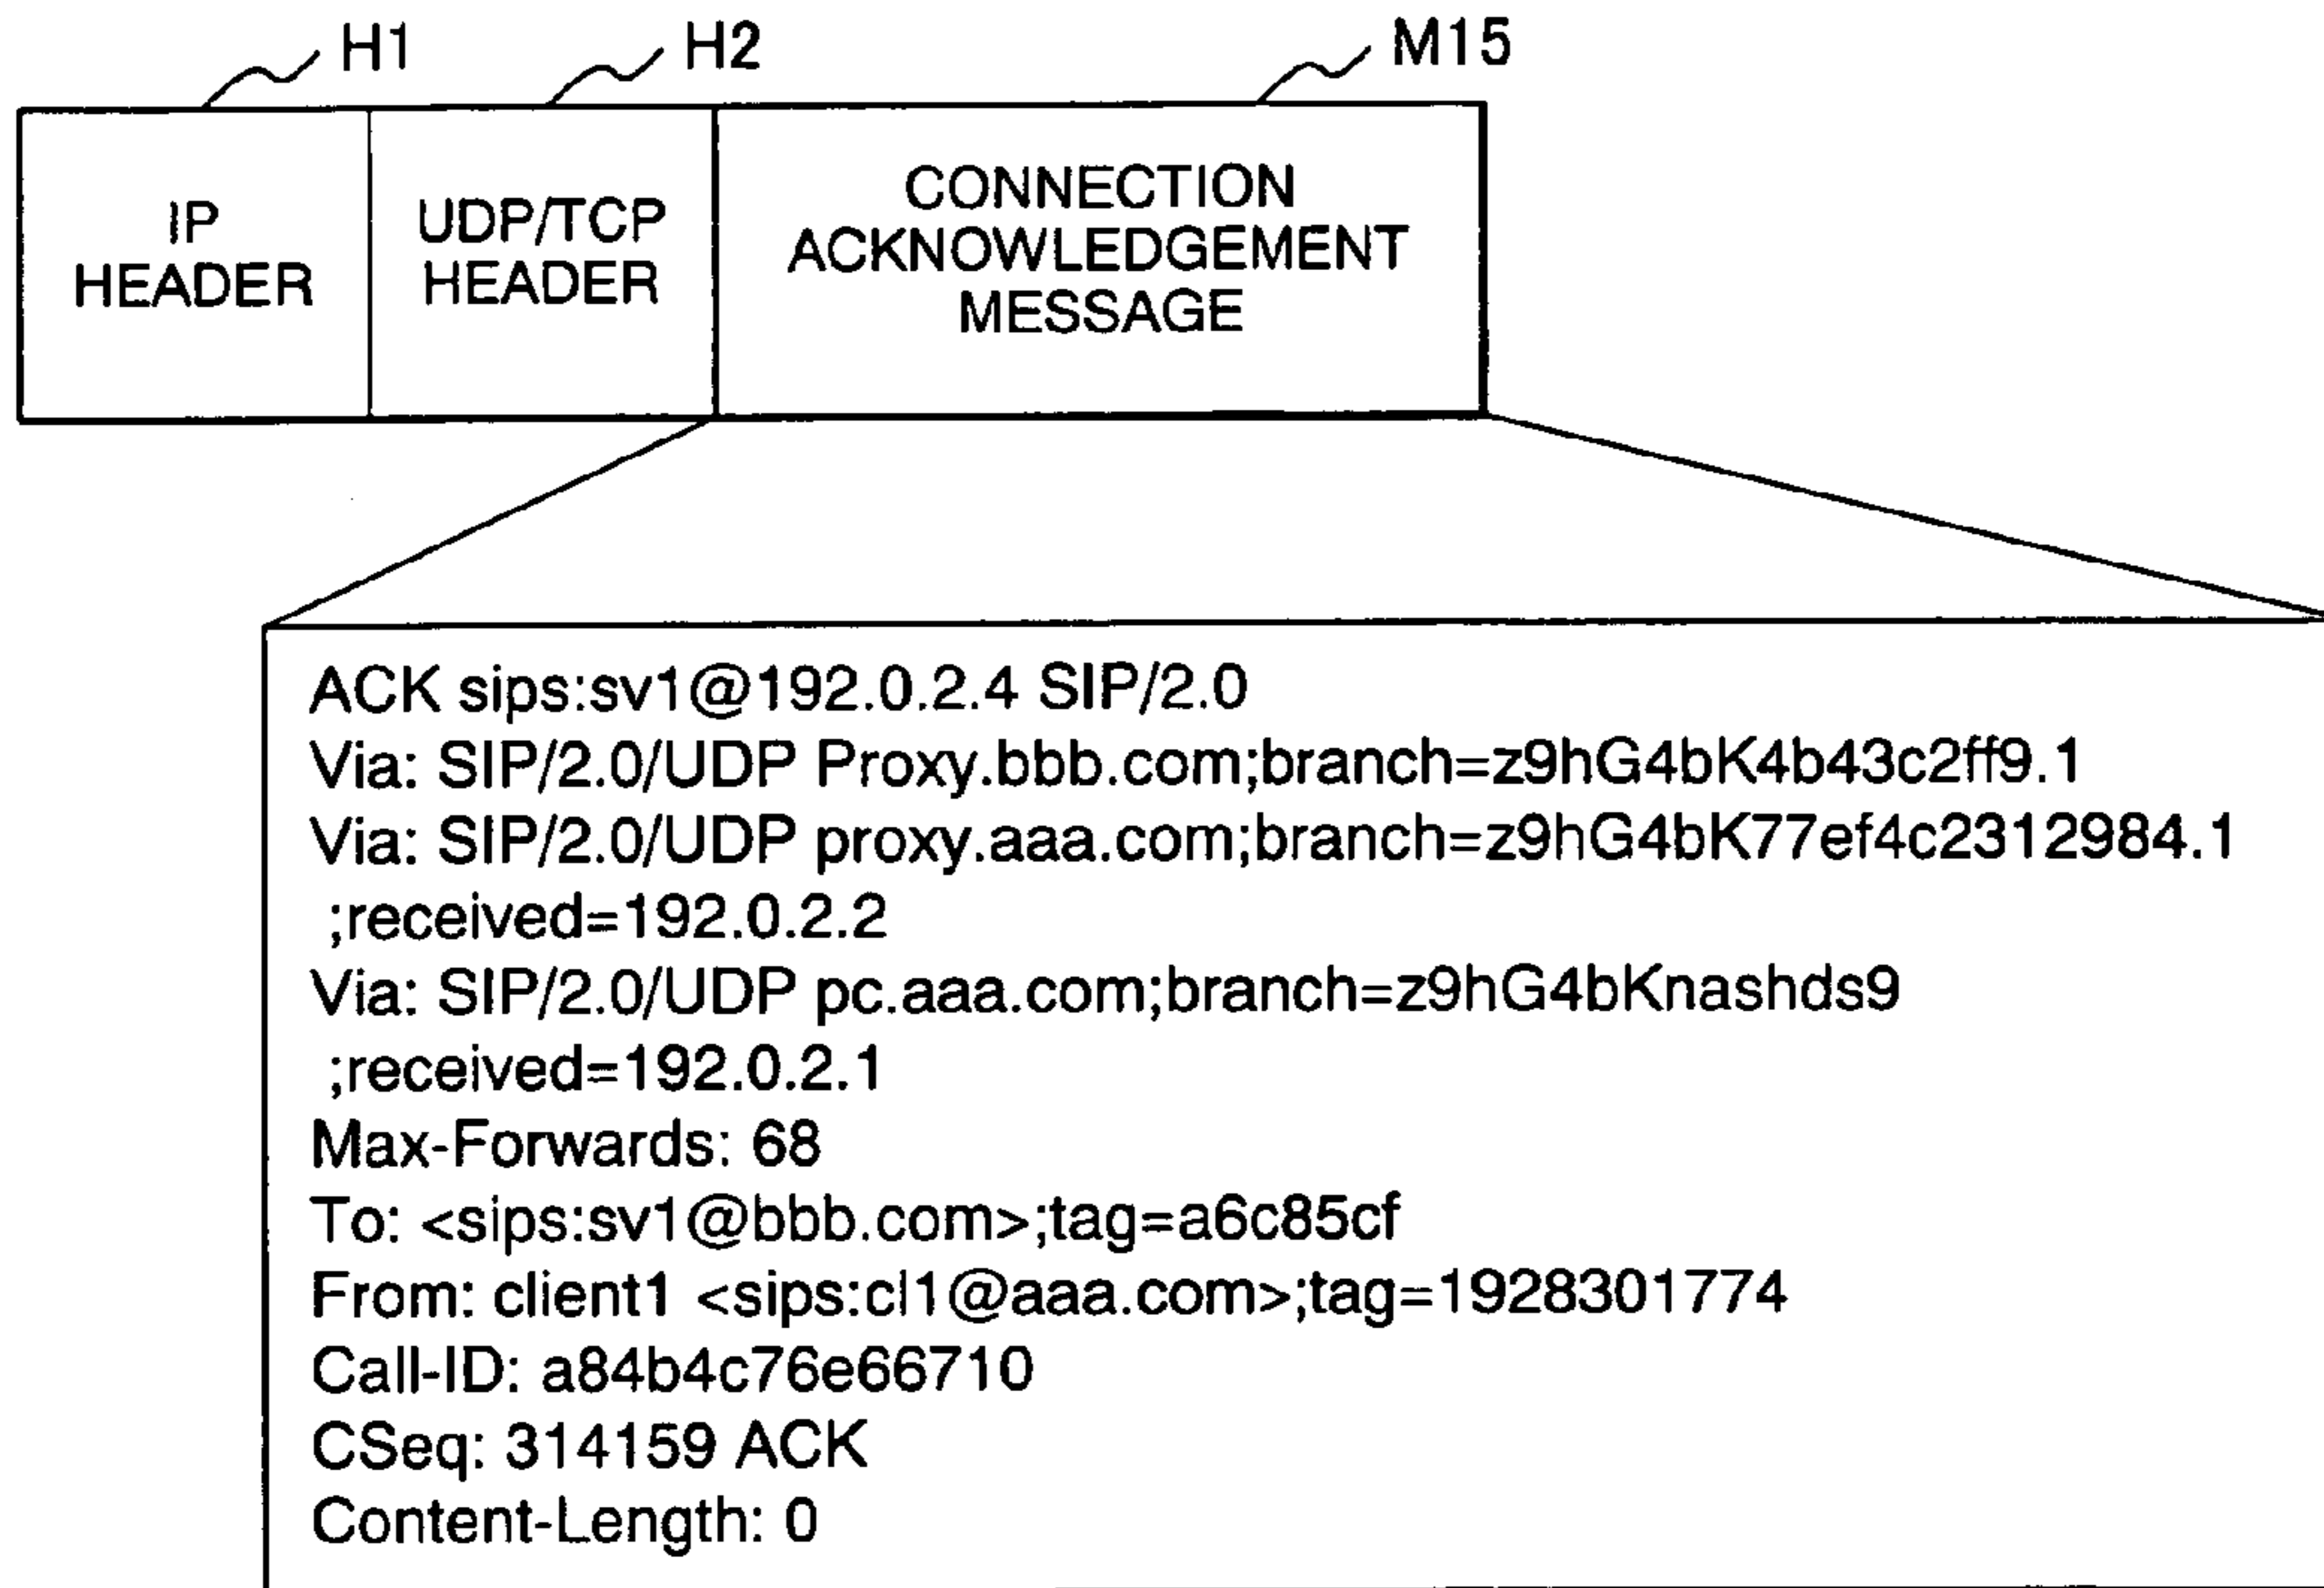 H1
H2
M15
IP
HEADER
UDP/TCP
HEADER
CONNECTION
ACKNOWLEDGEMENT
MESSAGE
ACK sips:sv1@192.0.2.4 SIP/2.0
Via: SIP/2.0/UDP Proxy.bbb.com;branch=z9hG4bK4b43c2ff9.1
Via: SIP/2.0/UDP proxy.aaa.com;branch=z9hG4bK77ef4c2312984.1
;received=192.0.2.2
Via: SIP/2.0/UDP pc.aaa.com;branch=z9hG4bKnashds9
;received=192.0.2.1
Max-Forwards: 68
To: <sips:sv1@bbb.com>;tag=a6c85cf
From: client1 <sips:cl1@aaa.com>;tag=1928301774
Call-ID: a84b4c76e66710
CSeq: 314159 ACK
Content-Length: 0